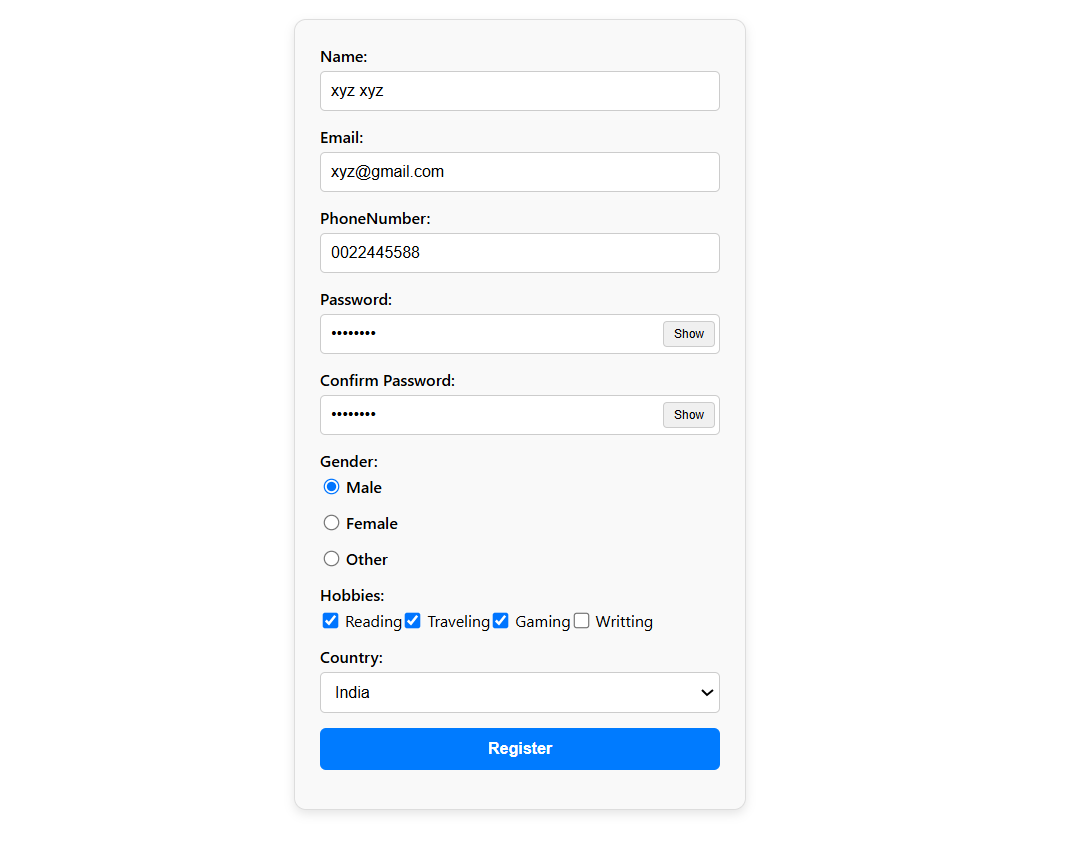 Name:
xyz xyz
Email:
xyz@gmail.com
PhoneNumber:
0022445588
Password:
•••••••• Show
Confirm Password:
•••••••• Show
Gender:
Male
Female
Other
Hobbies:
Reading Traveling Gaming Writting
Country:
India
Register